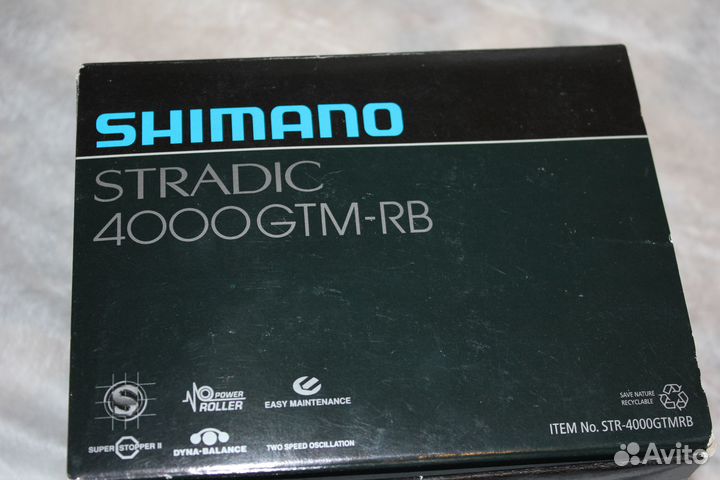 SHIMANO
STRADIC
4000GTM-RB
S
POWER ROLLER
EASY MAINTENANCE
SAVE NATURE
RECYCLABLE
ITEM No. STR-4000GTMRB
SUPER STOPPER II
DYNA-BALANCE
TWO SPEED OSCILLATION
Avito